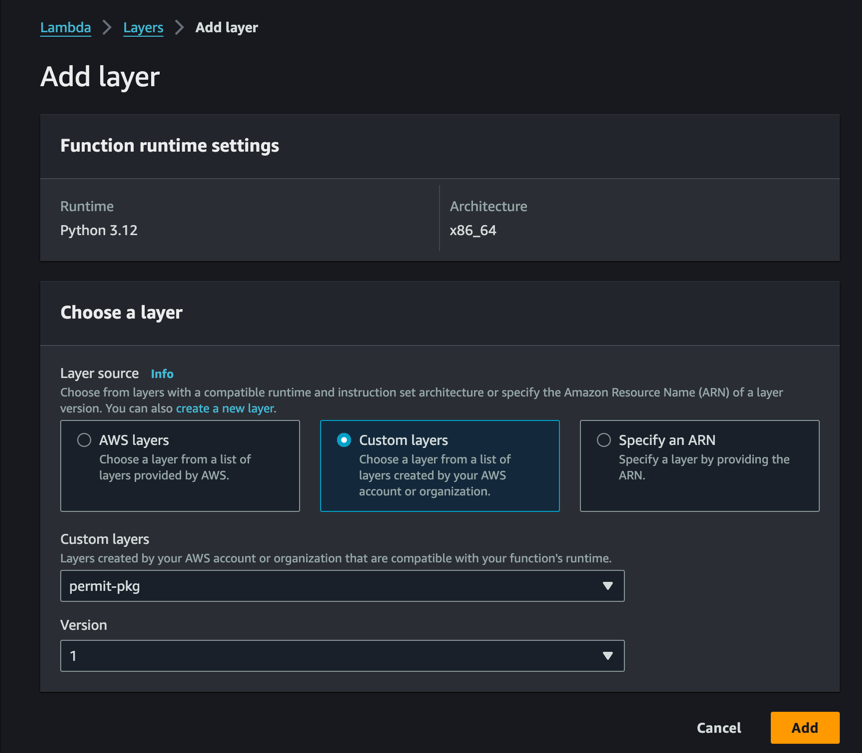 Lambda > Layers > Add layer
Add layer
Function runtime settings
Runtime
Python 3.12
Architecture
x86_64
Choose a layer
Layer source Info
Choose from layers with a compatible runtime and instruction set architecture or specify the Amazon Resource Name (ARN) of a layer
version. You can also create a new layer.
AWS layers
Choose a layer from a list of
layers provided by AWS.
Custom layers
Choose a layer from a list of
layers created by your AWS
account or organization.
Specify an ARN
Specify a layer by providing the
ARN.
Custom layers
Layers created by your AWS account or organization that are compatible with your function's runtime.
permit-pkg
Version
1
Cancel
Add